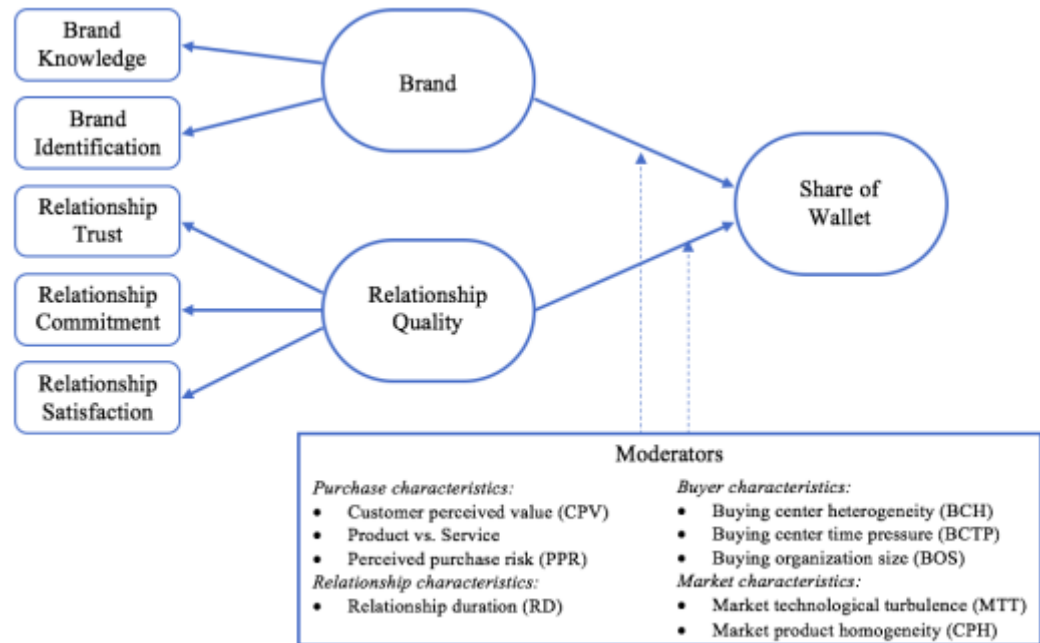 Brand
Knowledge
Brand
Identification
Relationship
Trust
Relationship
Commitment
Relationship
Satisfaction
Brand
Relationship
Quality
Share of
Wallet
Moderators
Purchase characteristics:
• Customer perceived value (CPV)
• Product vs. Service
• Perceived purchase risk (PPR)
Relationship characteristics:
• Relationship duration (RD)
Buyer characteristics:
• Buying center heterogeneity (BCH)
• Buying center time pressure (BCTP)
• Buying organization size (BOS)
Market characteristics:
• Market technological turbulence (MTT)
• Market product homogeneity (CPH)